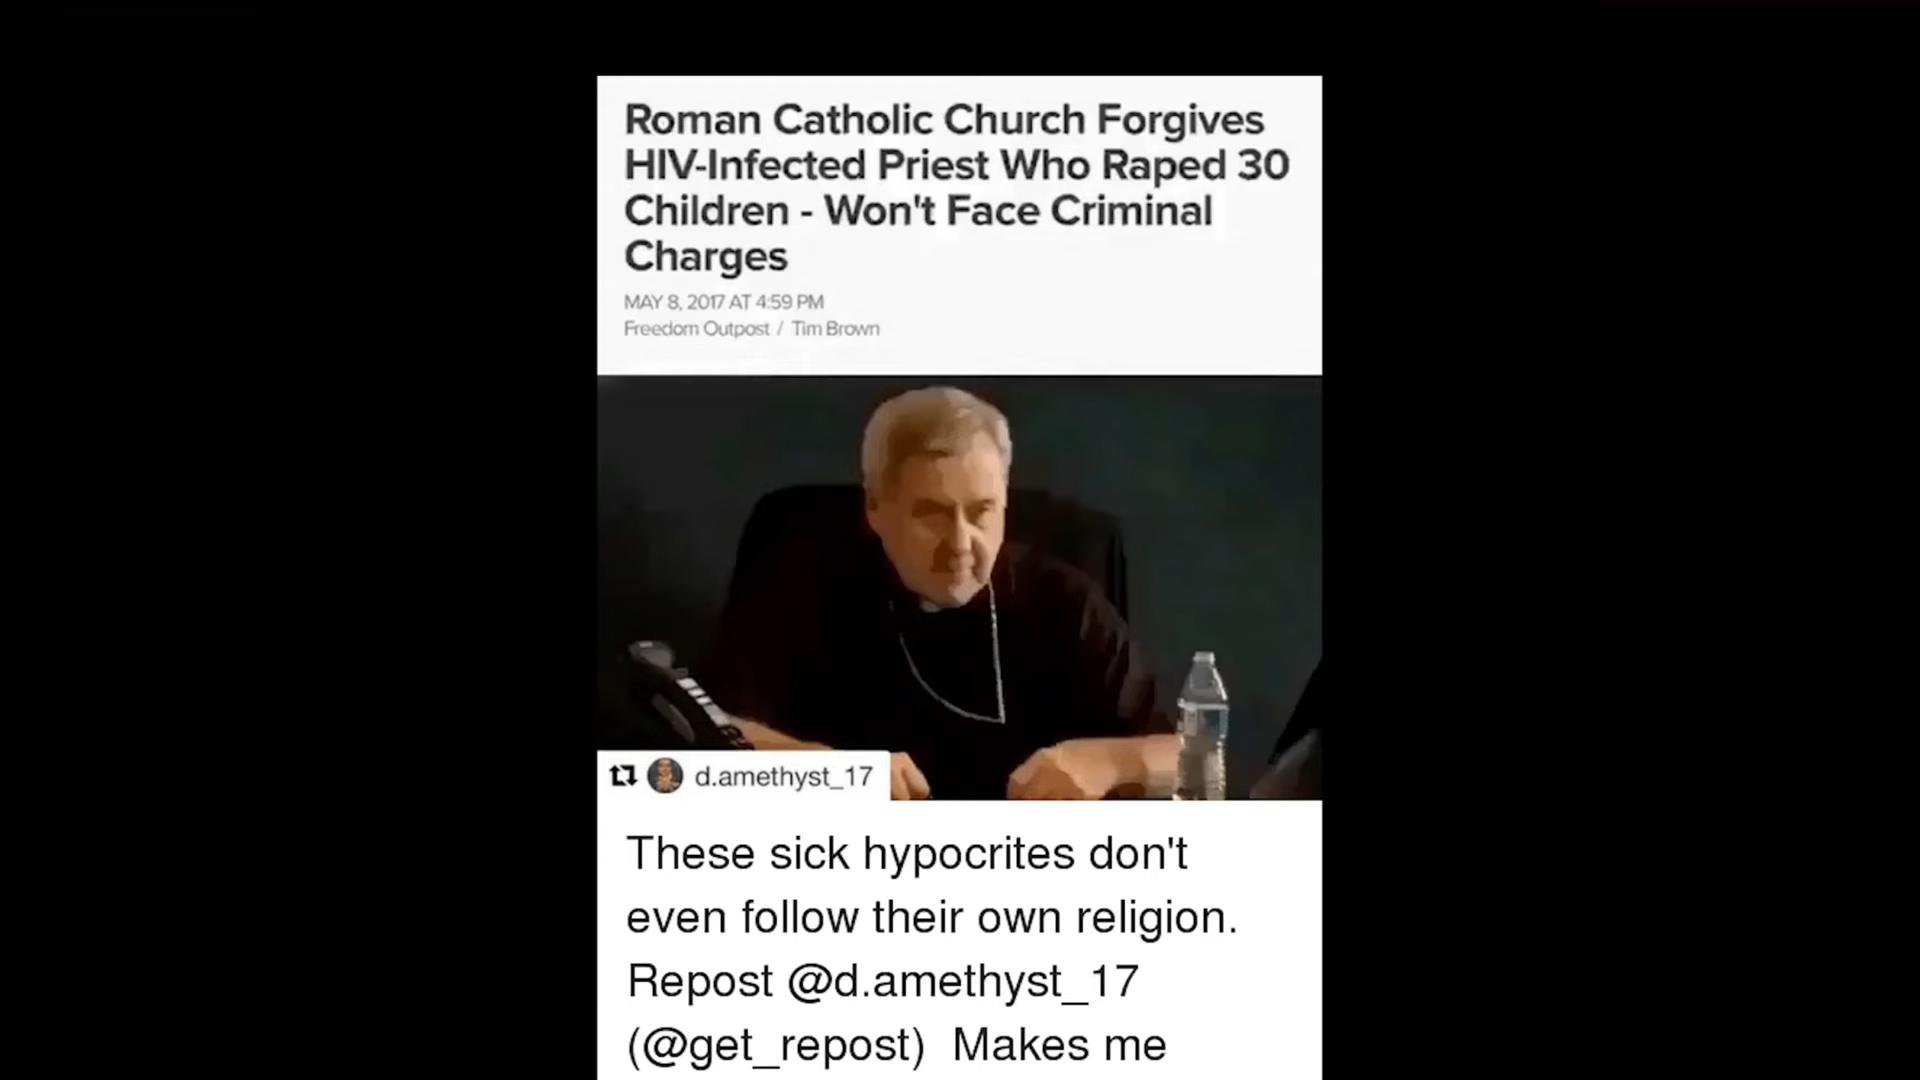 Roman Catholic Church Forgives
HIV-Infected Priest Who Raped 30
Children - Won't Face Criminal
Charges
MAY 8, 2017 AT 4:59 PM
Freedom Outpost / Tim Brown
d.amethyst_17
These sick hypocrites don't
even follow their own religion.
Repost @d.amethyst_17
(@get_repost)  Makes me